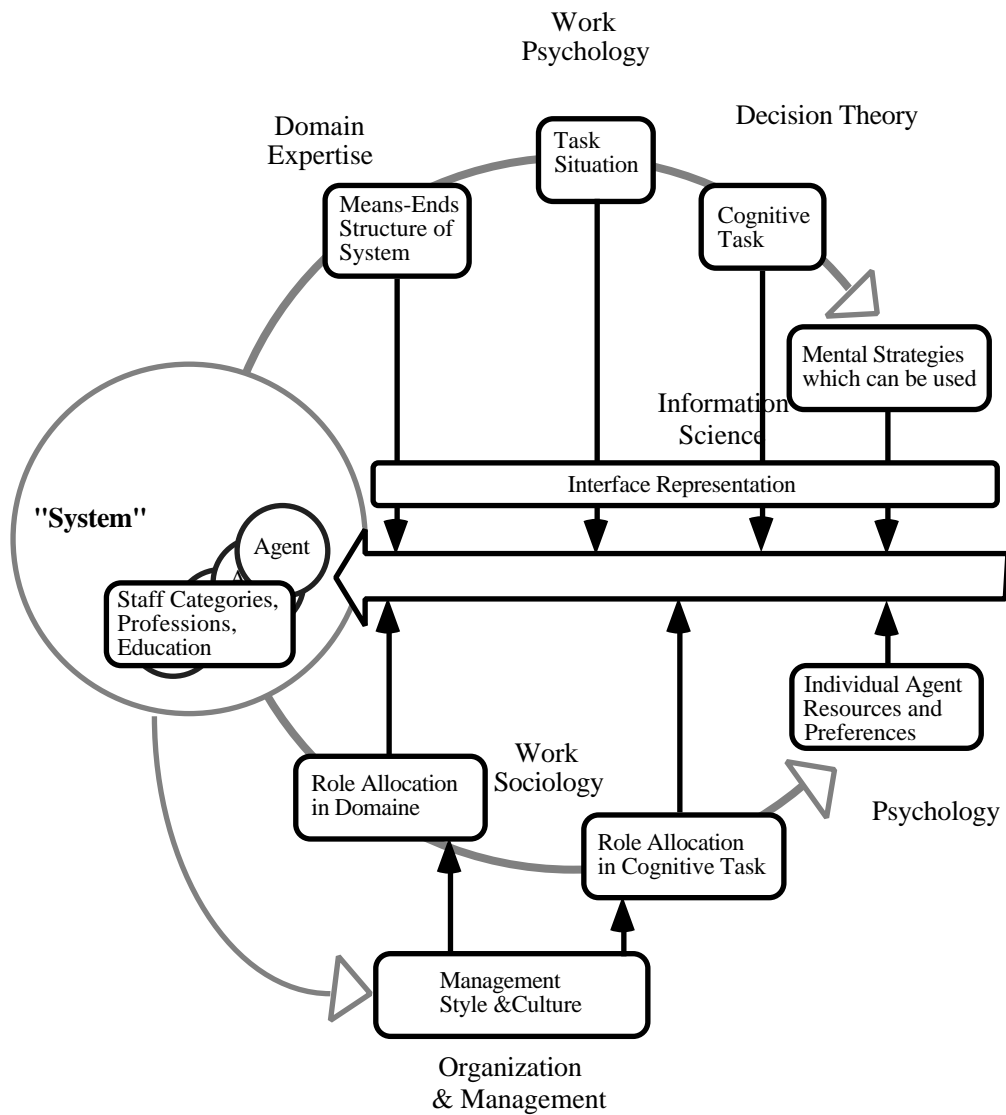 Work
Psychology
Decision Theory
Domain
Expertise
Task
Situation
Means-Ends
Structure of
System
Cognitive
Task
Mental Strategies
which can be used
Information
Science
Interface Representation
"System"
Agent
A
Staff Categories,
Professions,
Education
Individual Agent
Resources and
Preferences
Work
Sociology
Role Allocation
in Domaine
Psychology
Role Allocation
in Cognitive Task
Management
Style &Culture
Organization
& Management